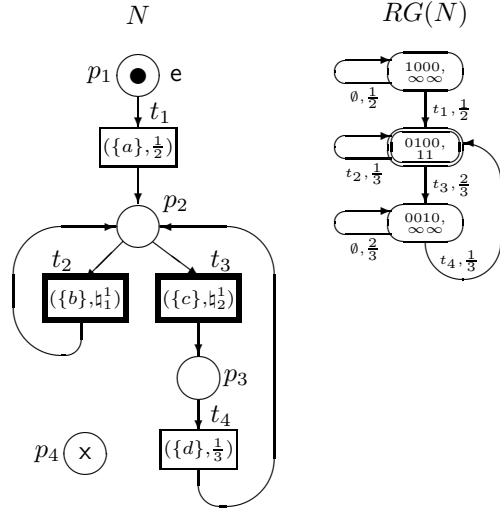 N
RG(N)
p₁
e
t₁
({a},½)
p₂
t₂
t₃
({b},♮₁¹)
({c},♮₂¹)
p₃
t₄
p₄
x
({d},⅓)
1000,
∞∞
∅,½
t₁,½
0100,
11
t₂,⅓
t₃,⅔
0010,
∞∞
∅,⅔
t₄,⅓